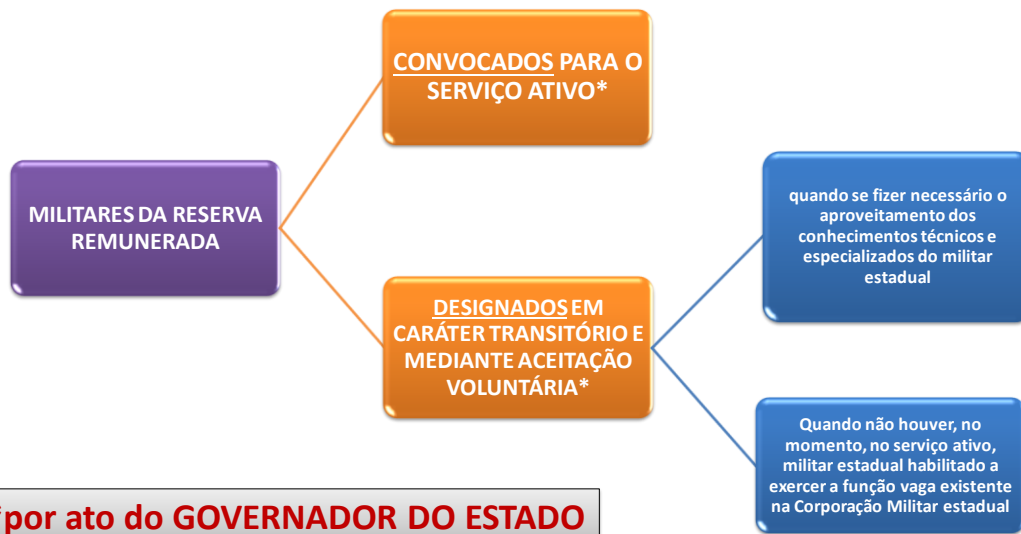 CONVOCADOS PARA O
SERVIÇO ATIVO*
MILITARES DA RESERVA
REMUNERADA
DESIGNADOS EM
CARÁTER TRANSITÓRIO E
MEDIANTE ACEITAÇÃO
VOLUNTÁRIA*
quando se fizer necessário o
aproveitamento dos
conhecimentos técnicos e
especializados do militar
estadual
Quando não houver, no
momento, no serviço ativo,
militar estadual habilitado a
exercer a função vaga existente
na Corporação Militar estadual
*por ato do GOVERNADOR DO ESTADO